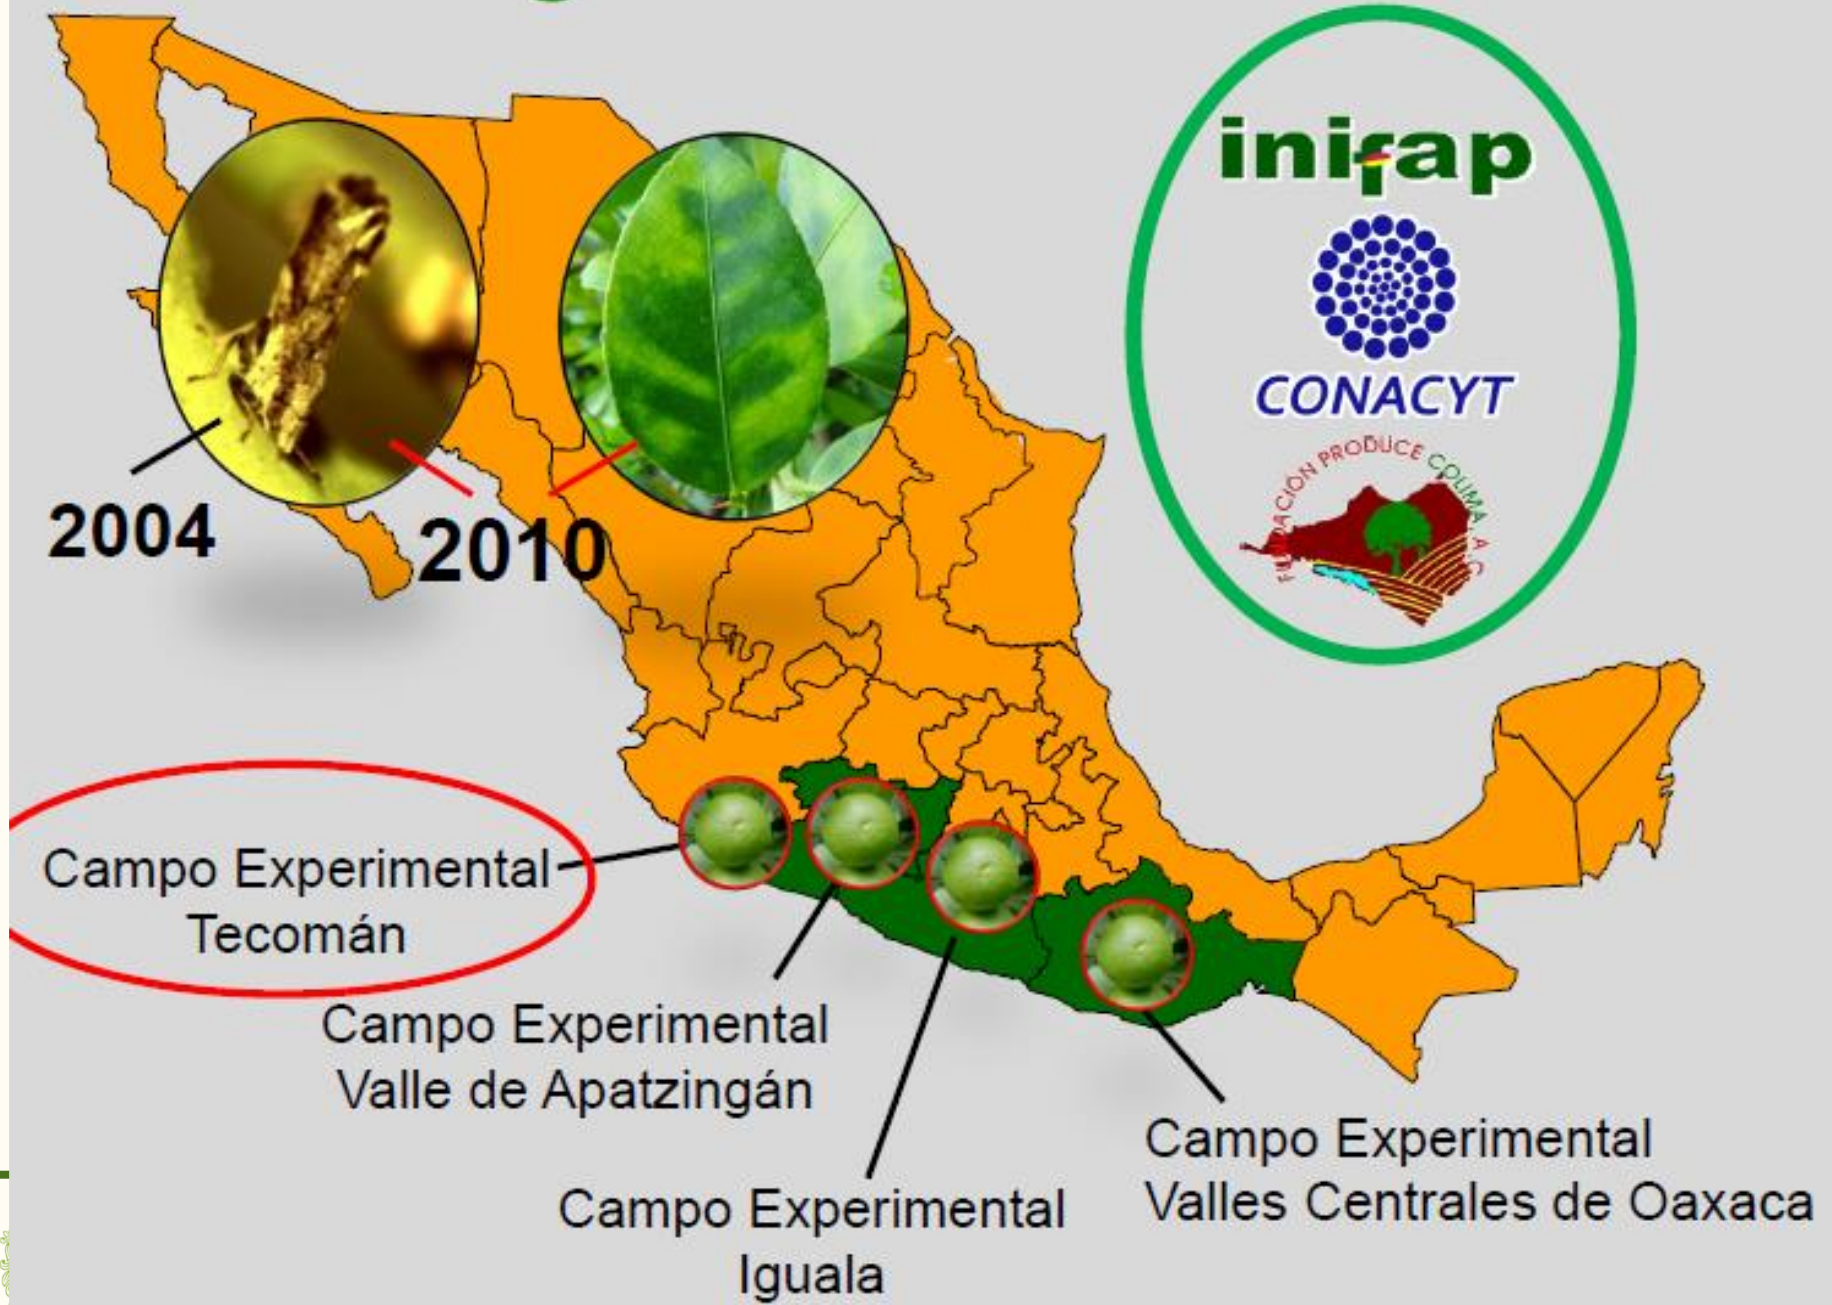 inifap
CONACYT
FUNDACIÓN PRODUCE COLIMA A C
2004
2010
Campo Experimental
Tecomán
Campo Experimental
Valle de Apatzingán
Campo Experimental
Iguala
Campo Experimental
Valles Centrales de Oaxaca